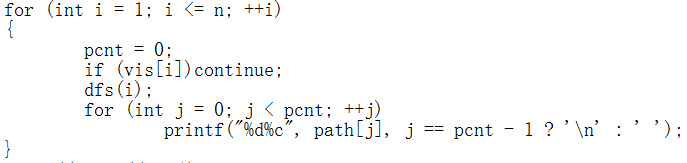 for (int i = 1; i <= n; ++i)
{
pcnt = 0;
if (vis[i])continue;
dfs(i);
for (int j = 0; j < pcnt; ++j)
printf("%d%c", path[j], j == pcnt - 1 ? '\n' : ' ');
}